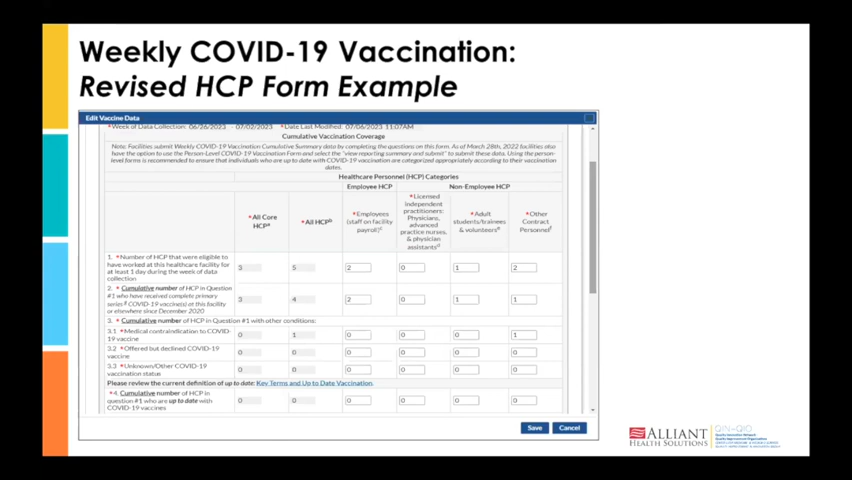 Weekly COVID-19 Vaccination:
Revised HCP Form Example
Edit Vaccine Data
*Week of Data Collection: 06/26/2023 - 07/02/2023 *Date Last Modified: 07/06/2023 11:07AM
Cumulative Vaccination Coverage
Note: Facilities submit Weekly COVID-19 Vaccination Cumulative Summary data by completing the questions on this form. As of March 28th, 2022 facilities also
have the option to use the Person-Level COVID-19 Vaccination Form and select the "view reporting summary and submit" to submit these data. Using the person-
level forms is recommended to ensure that individuals who are up to date with COVID-19 vaccination are categorized appropriately according to their vaccination
dates.
Healthcare Personnel (HCP) Categories
Employee HCP Non-Employee HCP
*All Core
HCPa
*All HCPb
*Employees
(staff on facility
payroll)c
*Licensed
independent
practitioners:
Physicians,
advanced
practice nurses,
& physician
assistantsd
*Adult
students/trainees
& volunteerse
*Other
Contract
Personnelf
1. *Number of HCP that were eligible to
have worked at this healthcare facility for
at least 1 day during the week of data
collection
3 5 2 0 1 2
2. *Cumulative number of HCP in Question
#1 who have received complete primary
series g COVID-19 vaccine(s) at this facility
or elsewhere since December 2020
3 4 2 0 1 1
3. *Cumulative number of HCP in Question #1 with other conditions:
3.1 *Medical contraindication to COVID-
19 vaccine
0 1 0 0 0 1
3.2 *Offered but declined COVID-19
vaccine
0 0 0 0 0 0
3.3 *Unknown/Other COVID-19
vaccination status
0 0 0 0 0 0
Please review the current definition of up to date: Key Terms and Up to Date Vaccination.
*4. Cumulative number of HCP in
question #1 who are up to date with
COVID-19 vaccines
0 0 0 0 0 0
Save Cancel
ALLIANT
HEALTH SOLUTIONS
QIN-QIO
Quality Innovation Network
Quality Improvement Organizations